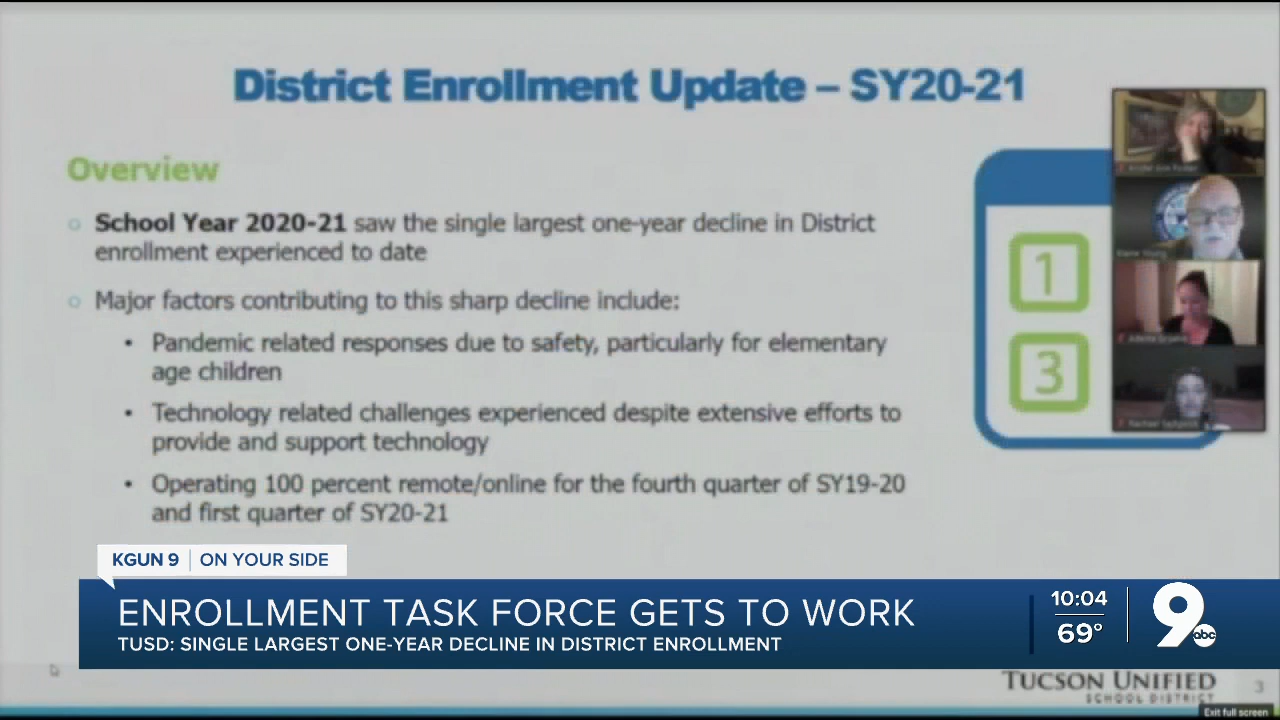 District Enrollment Update – SY20-21
Overview
School Year 2020-21 saw the single largest one-year decline in District
enrollment experienced to date
Major factors contributing to this sharp decline include:
• Pandemic related responses due to safety, particularly for elementary
age children
• Technology related challenges experienced despite extensive efforts to
provide and support technology
• Operating 100 percent remote/online for the fourth quarter of SY19-20
and first quarter of SY20-21
1
3
KGUN 9 | ON YOUR SIDE
ENROLLMENT TASK FORCE GETS TO WORK
TUSD: SINGLE LARGEST ONE-YEAR DECLINE IN DISTRICT ENROLLMENT
10:04
69°
9
abc
TUCSON UNIFIED
SCHOOL DISTRICT
3
Exit full screen